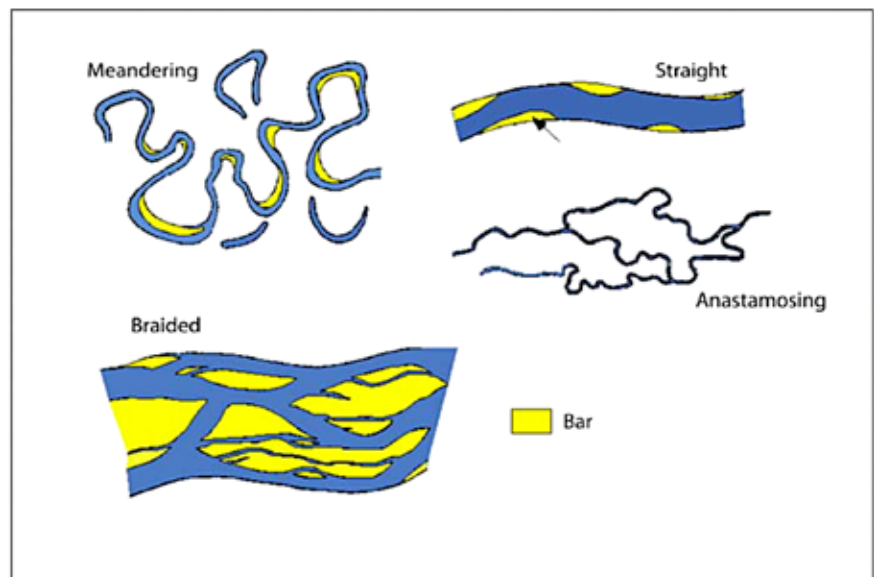 Meandering
Straight
Anastamosing
Braided
Bar